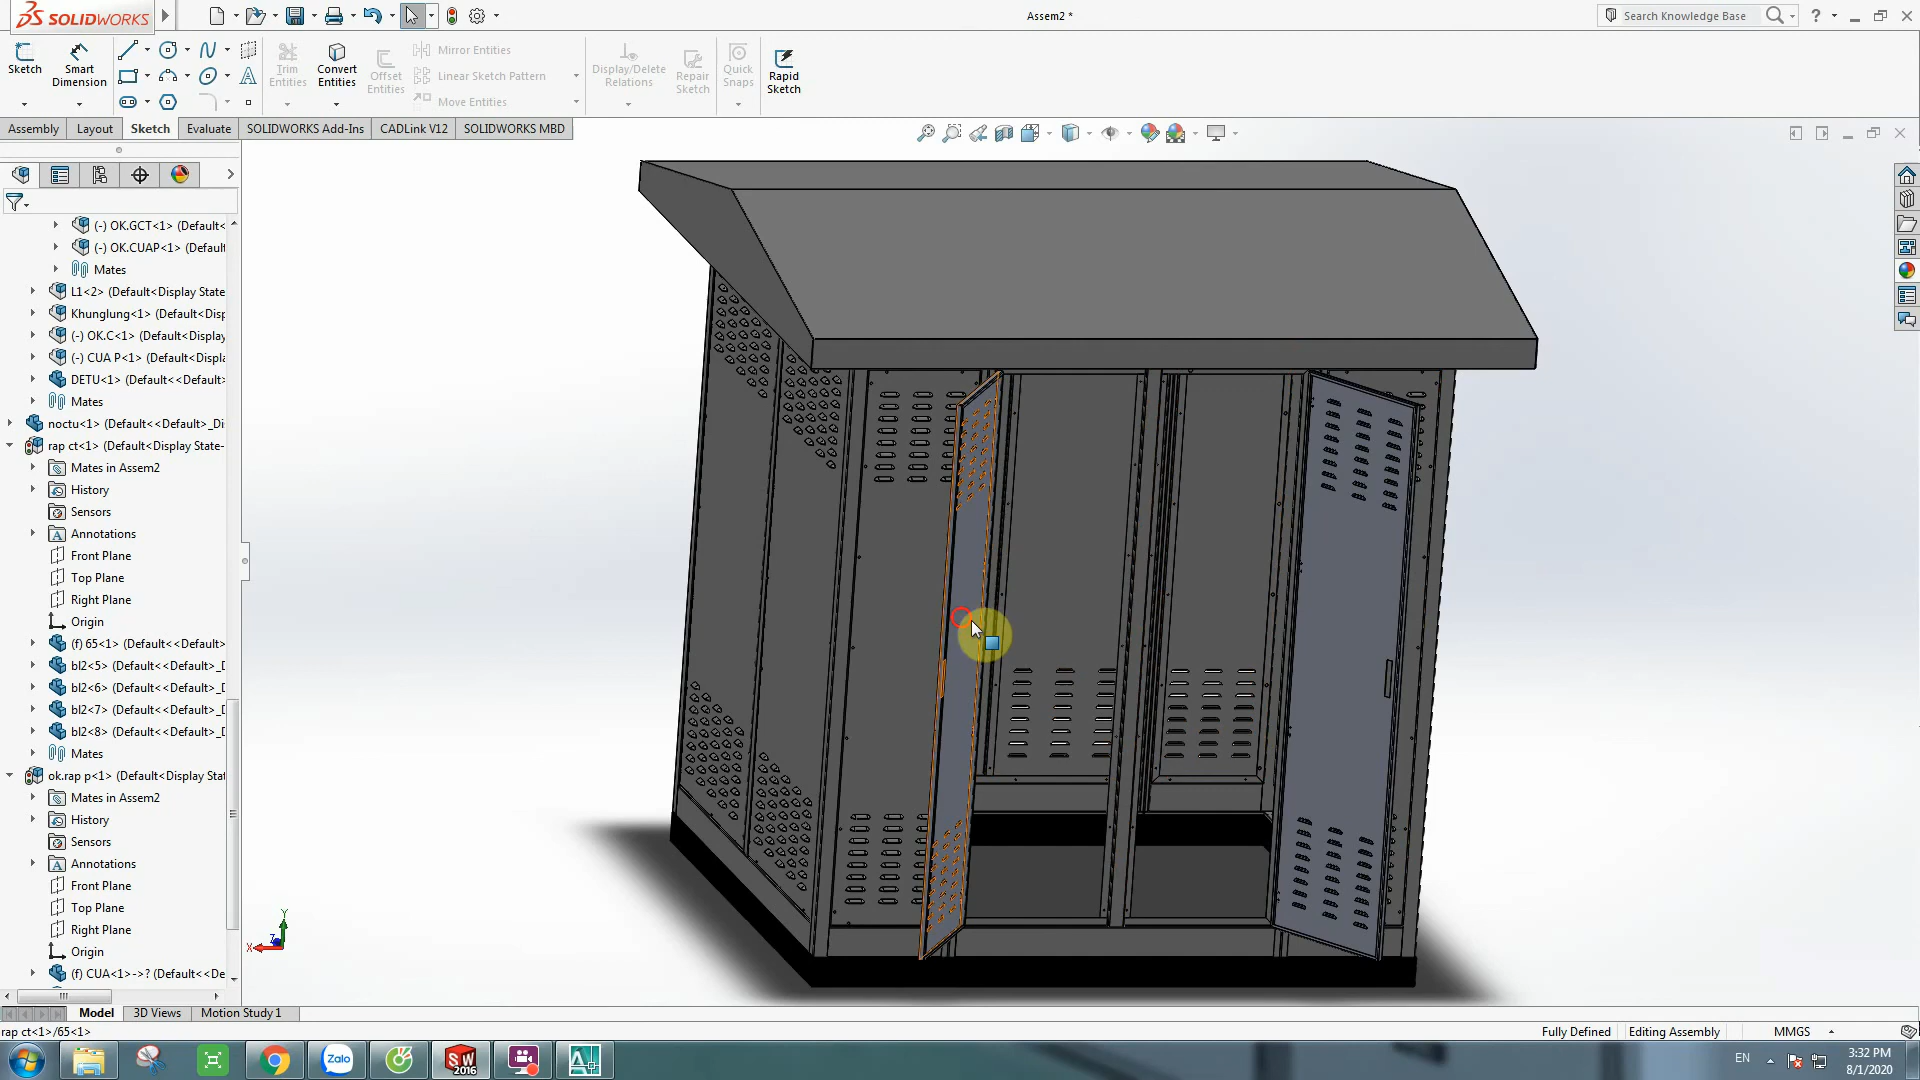 SOLIDWORKS
Assem2 *
Search Knowledge Base
Sketch
Smart Dimension
Trim Entities
Convert Entities
Offset Entities
Mirror Entities
Linear Sketch Pattern
Move Entities
Display/Delete Relations
Repair Sketch
Quick Snaps
Rapid Sketch
Assembly
Layout
Sketch
Evaluate
SOLIDWORKS Add-Ins
CADLink V12
SOLIDWORKS MBD
(-) OK.GCT<1> (Default<
(-) OK.CUAP<1> (Default
Mates
L1<2> (Default<Display State
Khunglung<1> (Default<Disp
(-) OK.C<1> (Default<Display
(-) CUA P<1> (Default<Displa
DETU<1> (Default<<Default>
Mates
noctu<1> (Default<<Default>_Di
rap ct<1> (Default<Display State-
Mates in Assem2
History
Sensors
Annotations
Front Plane
Top Plane
Right Plane
Origin
(f) 65<1> (Default<<Default>_
bl2<5> (Default<<Default>_D
bl2<6> (Default<<Default>_D
bl2<7> (Default<<Default>_D
bl2<8> (Default<<Default>_D
Mates
ok.rap p<1> (Default<Display Stat
Mates in Assem2
History
Sensors
Annotations
Front Plane
Top Plane
Right Plane
Origin
(f) CUA<1>->? (Default<<De
Y
X
Z
Model
3D Views
Motion Study 1
rap ct<1>/65<1>
Fully Defined
Editing Assembly
MMGS
Zalo
SW 2016
EN
3:32 PM
8/1/2020